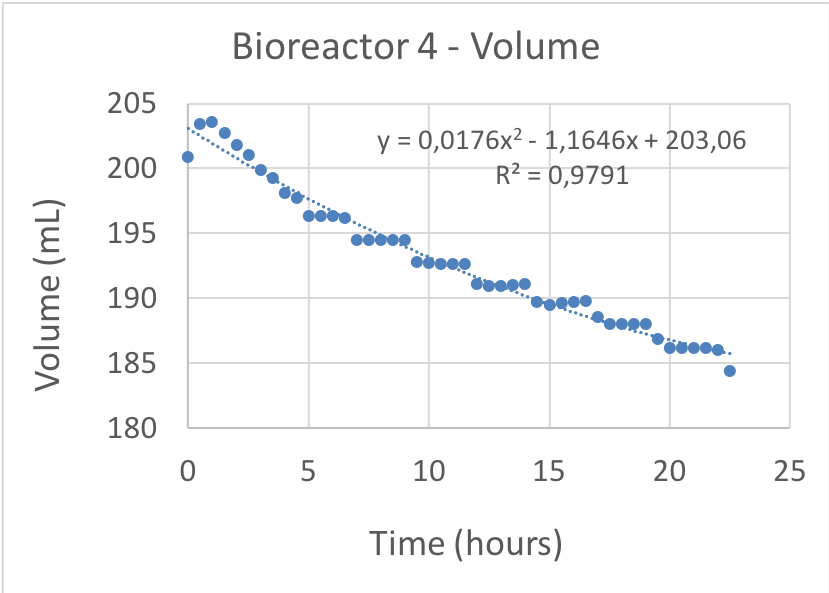 Bioreactor 4 - Volume
y = 0,0176x² - 1,1646x + 203,06
R² = 0,9791
Volume (mL)
205
200
195
190
185
180
0 5 10 15 20 25
Time (hours)